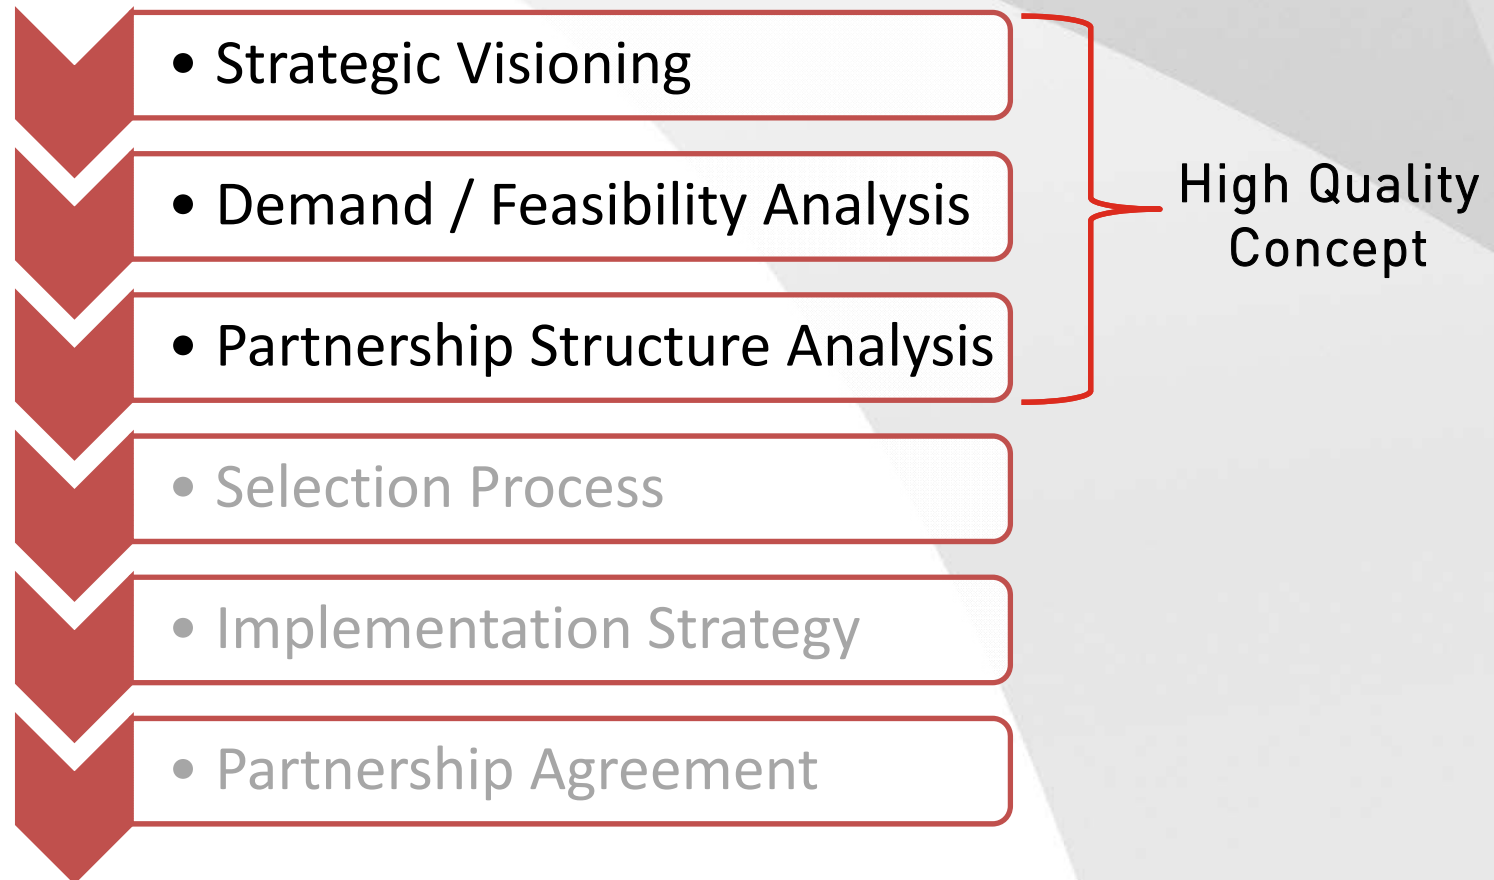 • Strategic Visioning
• Demand / Feasibility Analysis
• Partnership Structure Analysis
High Quality
Concept
• Selection Process
• Implementation Strategy
• Partnership Agreement